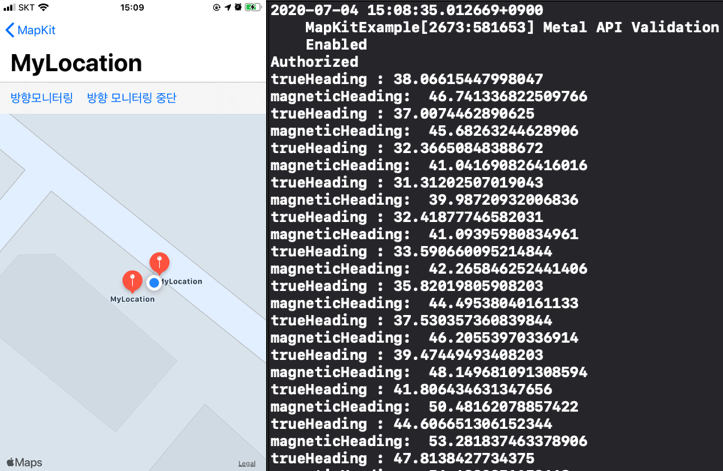 SKT
15:09
MapKit
MyLocation
방향모니터링 방향 모니터링 중단
MyLocation
MyLocation
Maps
Legal
2020-07-04 15:08:35.012669+0900
MapKitExample[2673:581653] Metal API Validation
Enabled
Authorized
trueHeading : 38.06615447998047
magneticHeading:  46.741336822509766
trueHeading : 37.0074462890625
magneticHeading:  45.68263244628906
trueHeading : 32.36650848388672
magneticHeading:  41.041690826416016
trueHeading : 31.31202507019043
magneticHeading:  39.98720932006836
trueHeading : 32.41877746582031
magneticHeading:  41.09395980834961
trueHeading : 33.590660095214844
magneticHeading:  42.265846252441406
trueHeading : 35.82019805908203
magneticHeading:  44.49538040161133
trueHeading : 37.530357360839844
magneticHeading:  46.20553970336914
trueHeading : 39.47449493408203
magneticHeading:  48.149681091308594
trueHeading : 41.806434631347656
magneticHeading:  50.48162078857422
trueHeading : 44.606651306152344
magneticHeading:  53.281837463378906
trueHeading : 47.8138427734375